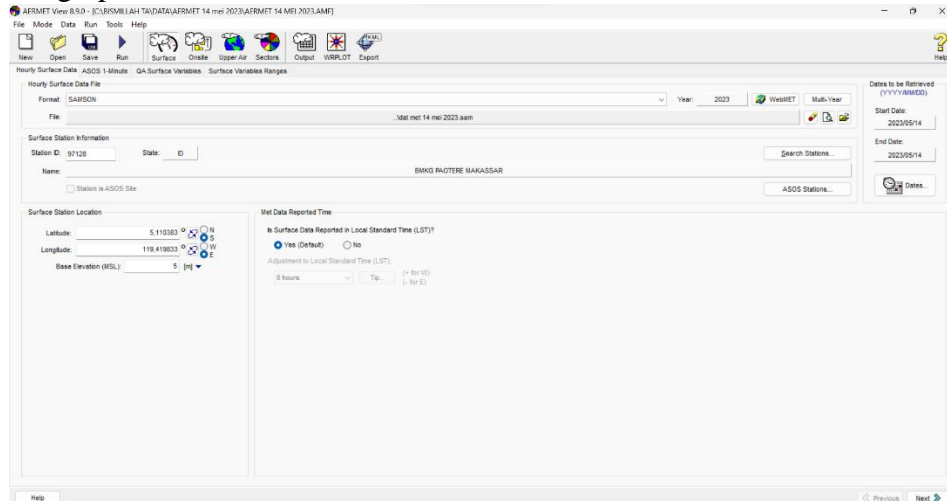 AERMET View 8.9.0 - [C:\BISMILLAH TA\DATA\AERMET 14 mei 2023\AERMET 14 MEI 2023.AMF]
File Mode Data Run Tools Help
New Open Save Run Surface Onsite Upper Air Sectors Output WRPLOT Export Help
Hourly Surface Data ASOS 1-Minute QA Surface Variables Surface Variables Ranges
Hourly Surface Data File
Format: SAMSON Year: 2023 WebMET Multi-Year
File: ..\dat met 14 mei 2023.sam
Dates to be Retrieved
(YYYY/MM/DD)
Start Date:
2023/05/14
End Date:
2023/05/14
Dates...
Surface Station Information
Station ID: 97128 State: ID Search Stations...
Name: BMKG PAOTERE MAKASSAR
Station is ASOS Site ASOS Stations...
Surface Station Location
Latitude: 5,110383 ° N S
Longitude: 119,419833 ° W E
Base Elevation (MSL): 5 [m]
Met Data Reported Time
Is Surface Data Reported in Local Standard Time (LST)?
Yes (Default) No
Adjustment to Local Standard Time (LST):
0 hours Tip... (+ for W)
(- for E)
Help Previous Next